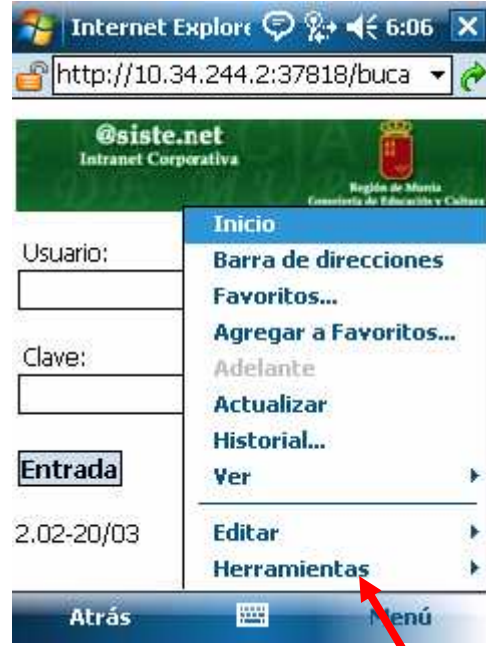 Internet Explore 6:06
http://10.34.244.2:37818/buca
@siste.net
Intranet Corporativa
Región de Murcia
Consejería de Educación y Cultura
Usuario:
Clave:
Entrada
2.02-20/03
Inicio
Barra de direcciones
Favoritos...
Agregar a Favoritos...
Adelante
Actualizar
Historial...
Ver
Editar
Herramientas
Atrás Menú